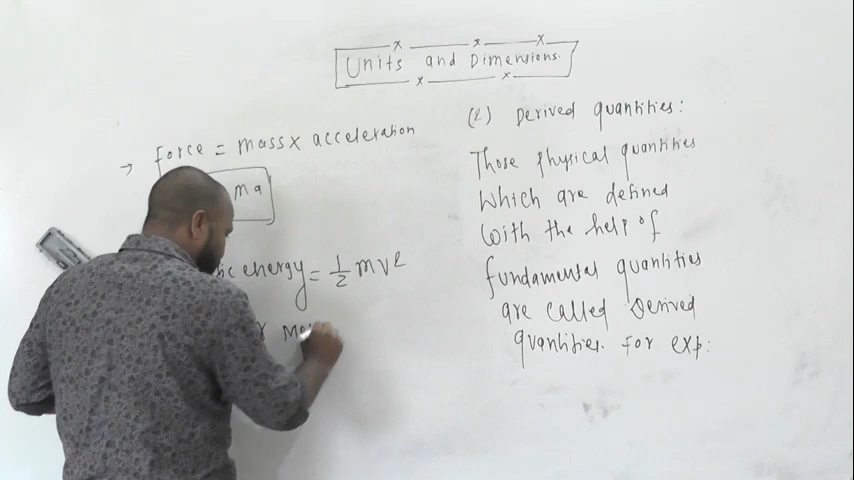 Units and Dimensions.
→ force = mass x acceleration
ma
energy = 1/2 mv²
(2) Derived quantities:
Those physical quantities
which are defined
with the help of
fundamental quantities
are called Derived
quantities. For exp: